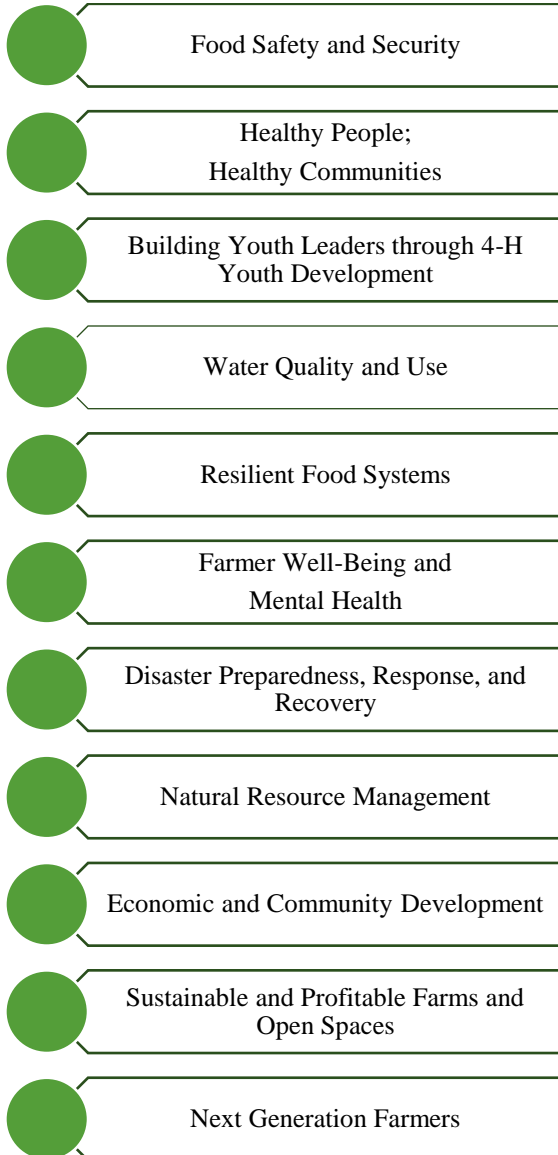 Food Safety and Security
Healthy People;
Healthy Communities
Building Youth Leaders through 4-H
Youth Development
Water Quality and Use
Resilient Food Systems
Farmer Well-Being and
Mental Health
Disaster Preparedness, Response, and
Recovery
Natural Resource Management
Economic and Community Development
Sustainable and Profitable Farms and
Open Spaces
Next Generation Farmers